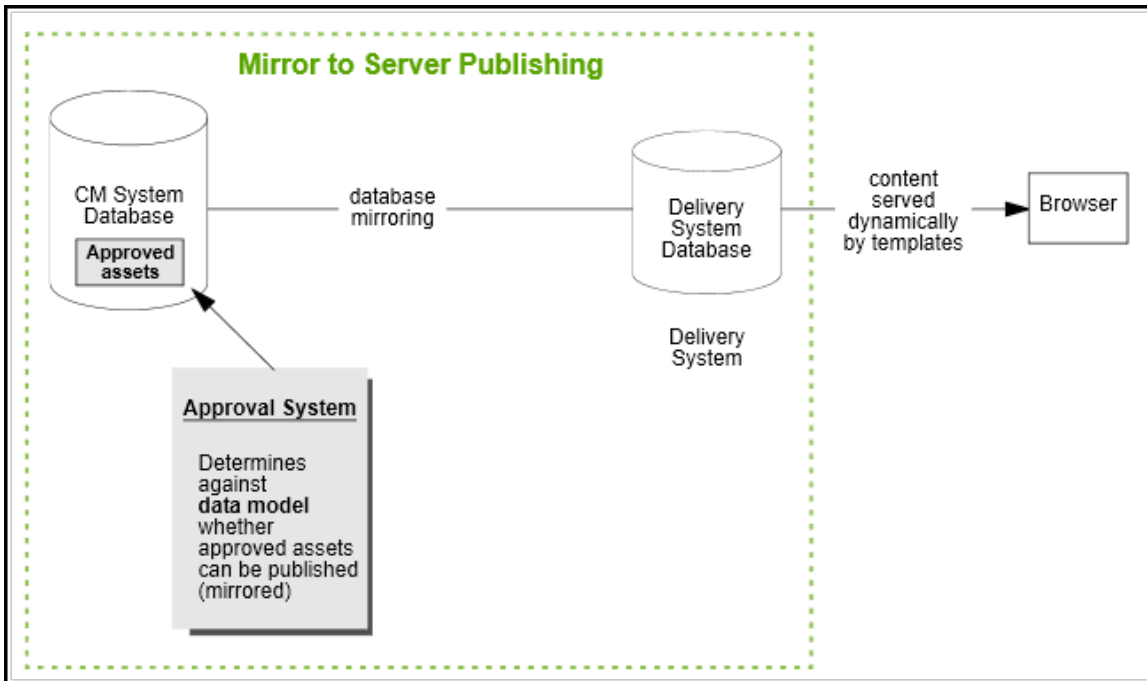 Mirror to Server Publishing
CM System
Database
Approved
assets
database
mirroring
Delivery
System
Database
content
served
dynamically
by templates
Browser
Delivery
System
Approval System
Determines
against
data model
whether
approved assets
can be published
(mirrored)